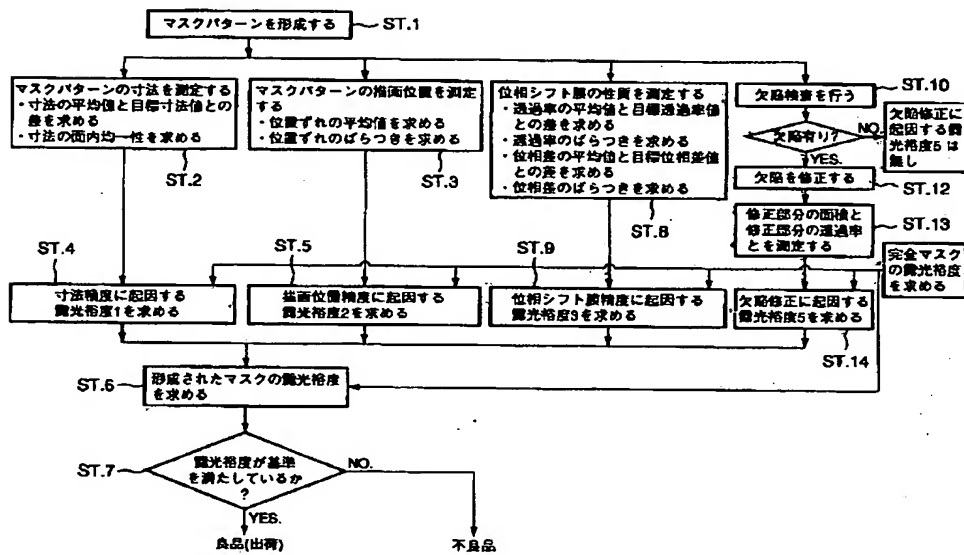 マスクパターンを形成する
ST.1
マスクパターンの寸法を測定する
・寸法の平均値と目標寸法値との
差を求める
・寸法の面内均一性を求める
ST.2
マスクパターンの描画位置を測定
する
・位置ずれの平均値を求める
・位置ずれのばらつきを求める
ST.3
位相シフト膜の性質を測定する
・透過率の平均値と目標透過率値
との差を求める
・透過率のばらつきを求める
・位相差の平均値と目標位相差値
との差を求める
・位相差のばらつきを求める
ST.8
ST.10
欠陥検査を行う
欠陥有り?
NO.
YES.
欠陥修正に
起因する露
光裕度5は
無し
欠陥を修正する
ST.12
修正部分の面積と
修正部分の透過率
とを測定する
ST.13
完全マスク
の露光裕度
を求める
ST.4
寸法精度に起因する
露光裕度1を求める
ST.5
描画位置精度に起因する
露光裕度2を求める
ST.9
位相シフト膜精度に起因する
露光裕度3を求める
欠陥修正に起因する
露光裕度5を求める
ST.14
ST.6
形成されたマスクの露光裕度
を求める
ST.7
露光裕度が基準
を満たしているか
?
NO.
YES.
良品(出荷)
不良品